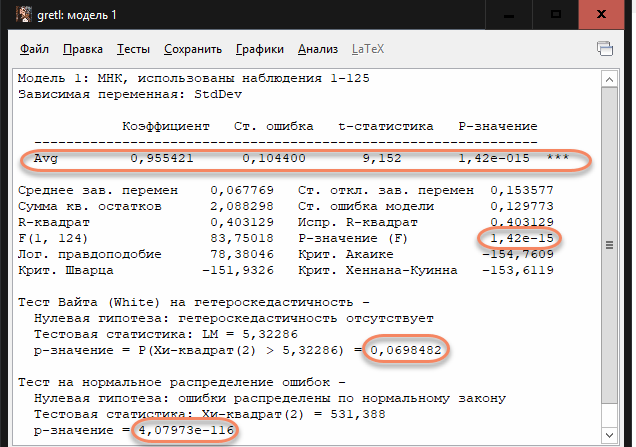 gretl: модель 1
Файл Правка Тесты Сохранить Графики Анализ LaTeX
Модель 1: МНК, использованы наблюдения 1-125
Зависимая переменная: StdDev
Коэффициент Ст. ошибка t-статистика P-значение
Avg 0,955421 0,104400 9,152 1,42e-015 ***
Среднее зав. перемен 0,067769 Ст. откл. зав. перемен 0,153577
Сумма кв. остатков 2,088298 Ст. ошибка модели 0,129773
R-квадрат 0,403129 Испр. R-квадрат 0,403129
F(1, 124) 83,75018 Р-значение (F) 1,42e-15
Лог. правдоподобие 78,38046 Крит. Акаике -154,7609
Крит. Шварца -151,9326 Крит. Хеннана-Куинна -153,6119
Тест Вайта (White) на гетероскедастичность -
Нулевая гипотеза: гетероскедастичность отсутствует
Тестовая статистика: LM = 5,32286
р-значение = P(Хи-квадрат(2) > 5,32286) = 0,0698482
Тест на нормальное распределение ошибок -
Нулевая гипотеза: ошибки распределены по нормальному закону
Тестовая статистика: Хи-квадрат(2) = 531,388
р-значение = 4,07973e-116